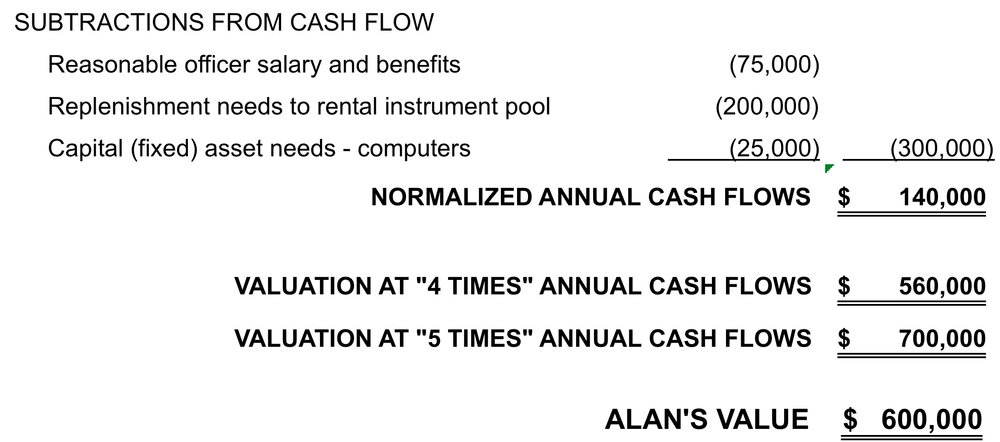 SUBTRACTIONS FROM CASH FLOW
Reasonable officer salary and benefits (75,000)
Replenishment needs to rental instrument pool (200,000)
Capital (fixed) asset needs - computers (25,000) (300,000)
NORMALIZED ANNUAL CASH FLOWS $ 140,000
VALUATION AT "4 TIMES" ANNUAL CASH FLOWS $ 560,000
VALUATION AT "5 TIMES" ANNUAL CASH FLOWS $ 700,000
ALAN'S VALUE $ 600,000